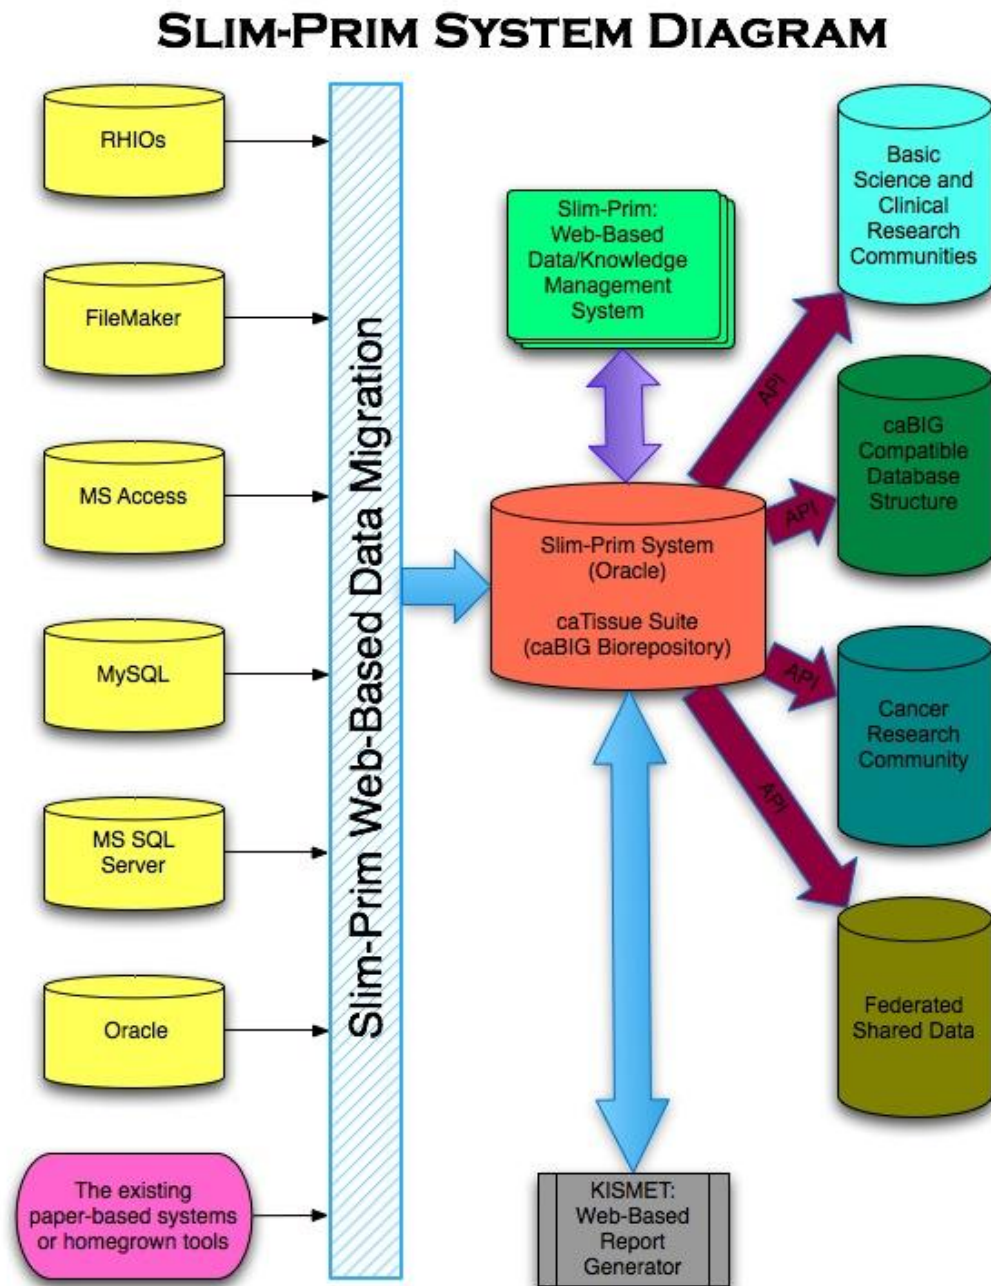 SLIM-PRIM SYSTEM DIAGRAM
RHIOs
FileMaker
MS Access
MySQL
MS SQL
Server
Oracle
The existing
paper-based systems
or homegrown tools
Slim-Prim Web-Based Data Migration
Slim-Prim:
Web-Based
Data/Knowledge
Management
System
Slim-Prim System
(Oracle)
caTissue Suite
(caBIG Biorepository)
KISMET:
Web-Based
Report
Generator
API
API
API
API
Basic
Science and
Clinical
Research
Communities
caBIG
Compatible
Database
Structure
Cancer
Research
Community
Federated
Shared Data